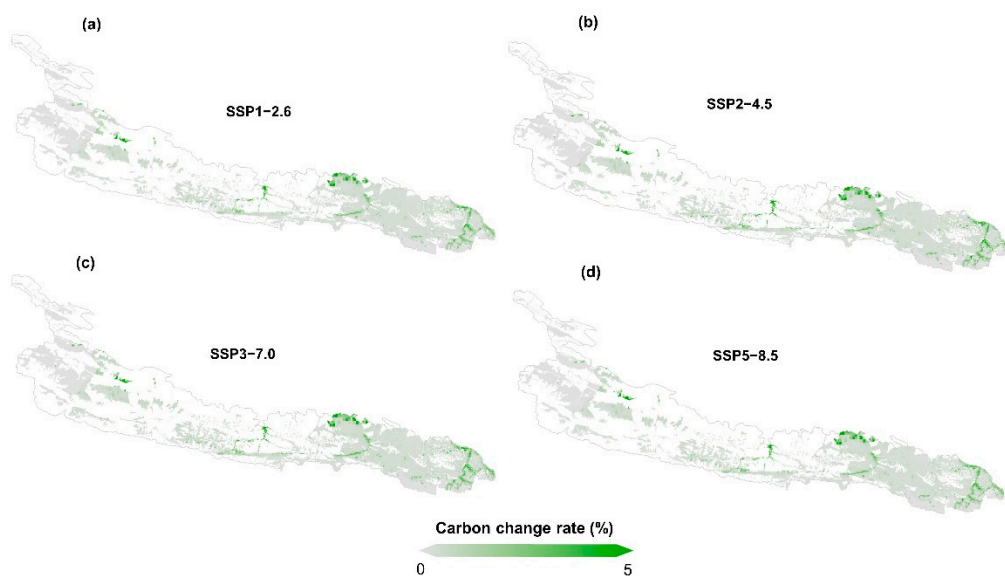 (a)
(b)
SSP1−2.6
SSP2−4.5
(c)
(d)
SSP3−7.0
SSP5−8.5
Carbon change rate (%)
0
5